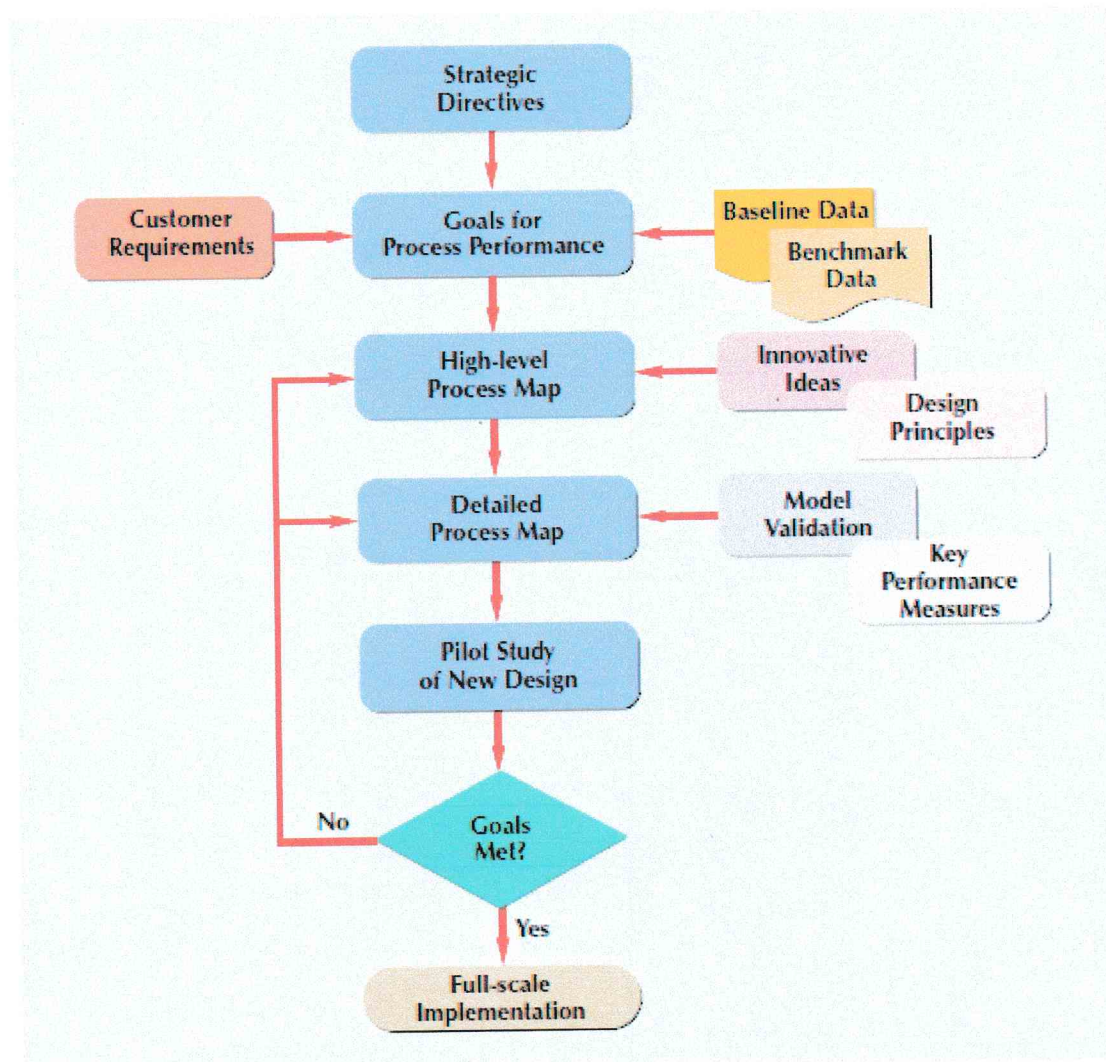 Strategic
Directives
Customer
Requirements
Goals for
Process Performance
Baseline Data
Benchmark
Data
High-level
Process Map
Innovative
Ideas
Design
Principles
Detailed
Process Map
Model
Validation
Key
Performance
Measures
Pilot Study
of New Design
No
Goals
Met?
Yes
Full-scale
Implementation